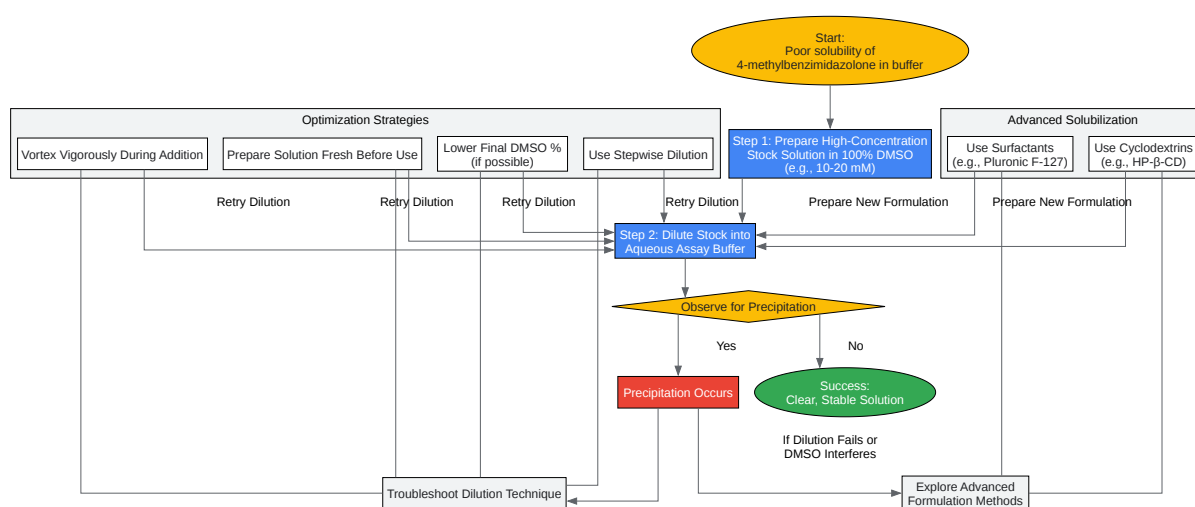 Start:
Poor solubility of
4-methylbenzimidazolone in buffer
Optimization Strategies
Vortex Vigorously During Addition
Prepare Solution Fresh Before Use
Lower Final DMSO %
(if possible)
Use Stepwise Dilution
Step 1: Prepare High-Concentration
Stock Solution in 100% DMSO
(e.g., 10-20 mM)
Advanced Solubilization
Use Surfactants
(e.g., Pluronic F-127)
Use Cyclodextrins
(e.g., HP-β-CD)
Retry Dilution
Retry Dilution
Retry Dilution
Retry Dilution
Prepare New Formulation
Prepare New Formulation
Step 2: Dilute Stock into
Aqueous Assay Buffer
Observe for Precipitation
Yes
No
Precipitation Occurs
Success:
Clear, Stable Solution
If Dilution Fails or
DMSO Interferes
Troubleshoot Dilution Technique
Explore Advanced
Formulation Methods